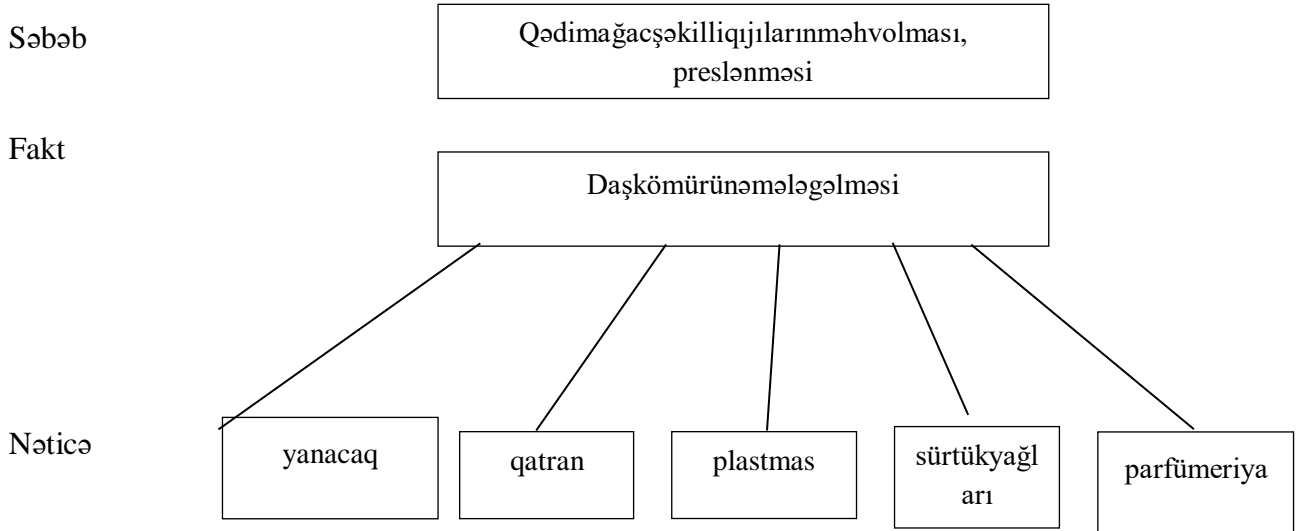 Səbəb
Qədimağacşəkilliqıjılarınməhvolması,
preslənməsi
Fakt
Daşkömürünəmələgəlməsi
Nəticə
yanacaq
qatran
plastmas
sürtükyağl
arı
parfümeriya